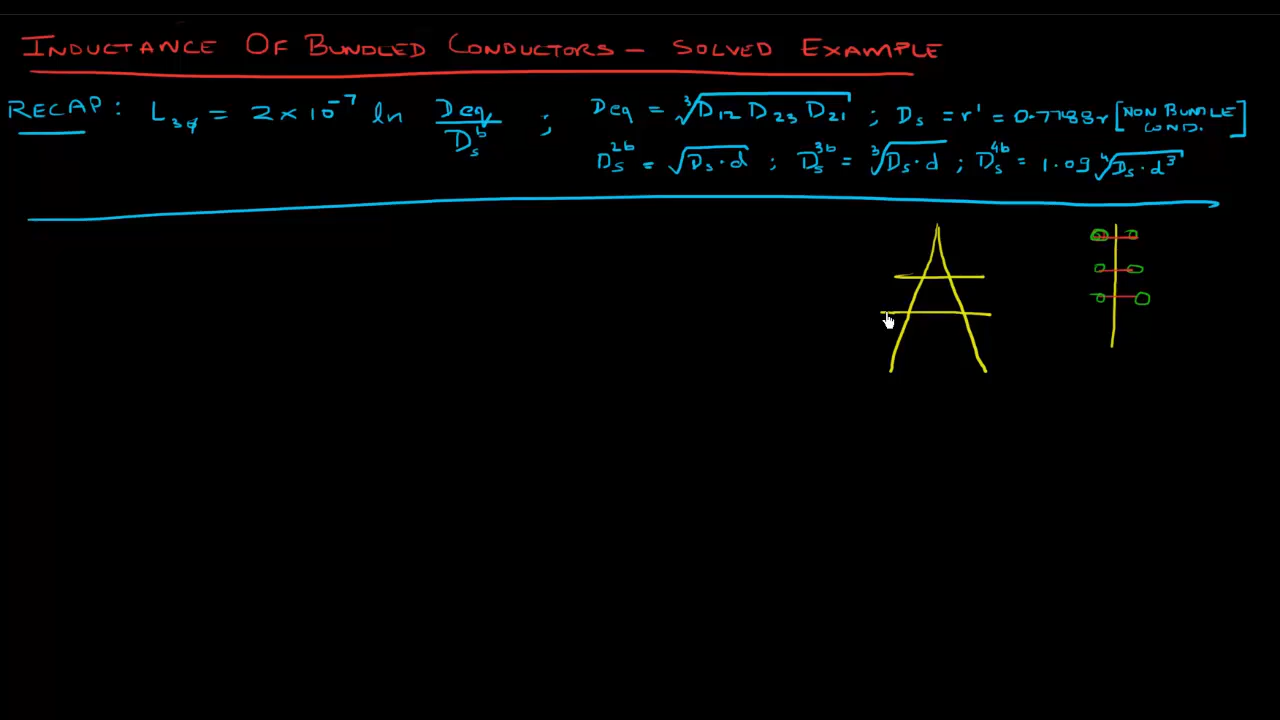 INDUCTANCE OF BUNDLED CONDUCTORS – SOLVED EXAMPLE
RECAP: L₃φ = 2 × 10⁻⁷ ln Deq / Dsᵇ ; Deq = ∛(D₁₂ D₂₃ D₂₁) ; Ds = r' = 0.7788r [NON BUNDLE COND.]
Ds²ᵇ = √(Ds·d) ; Ds³ᵇ = ∛(Ds·d) ; Ds⁴ᵇ = 1.09 ∜(Ds·d³)